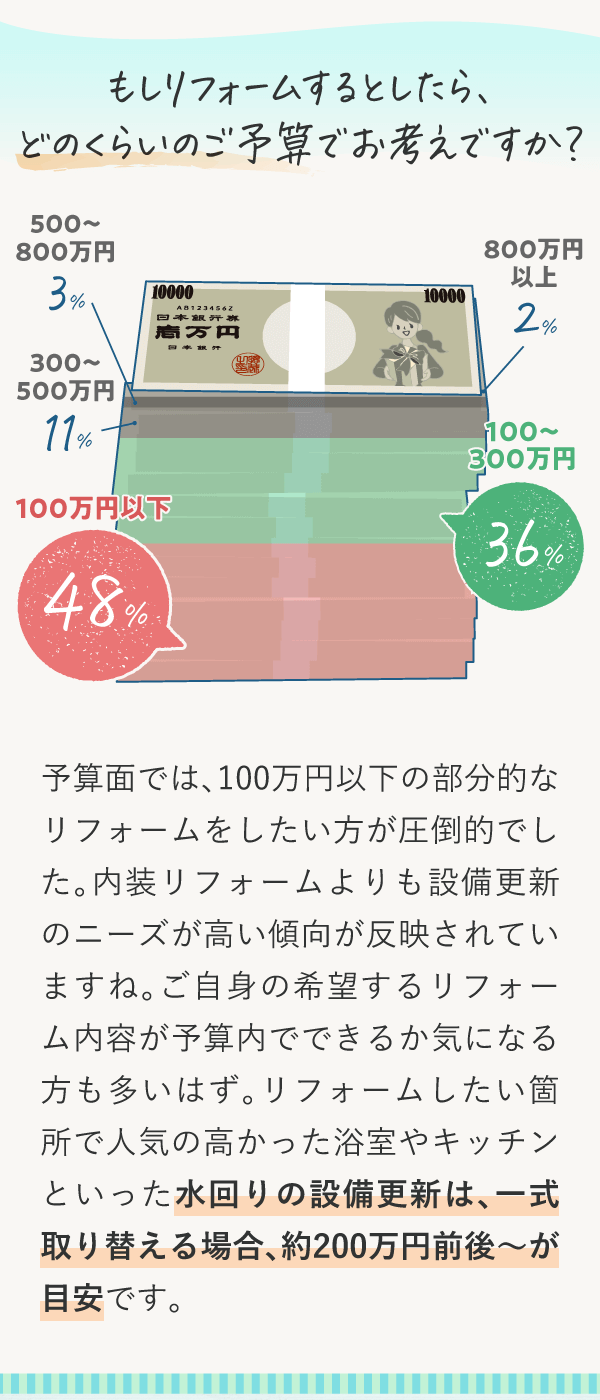 もしリフォームするとしたら、
どのくらいのご予算でお考えですか?
500〜
800万円
3%
800万円
以上
2%
10000
10000
AB123456Z
日本銀行券
壱万円
日本銀行
300〜
500万円
11%
100〜
300万円
36%
100万円以下
48%
予算面では、100万円以下の部分的な
リフォームをしたい方が圧倒的でし
た。内装リフォームよりも設備更新
のニーズが高い傾向が反映されてい
ますね。ご自身の希望するリフォー
ム内容が予算内でできるか気になる
方も多いはず。リフォームしたい箇
所で人気の高かった浴室やキッチン
といった水回りの設備更新は、一式
取り替える場合、約200万円前後〜が
目安です。